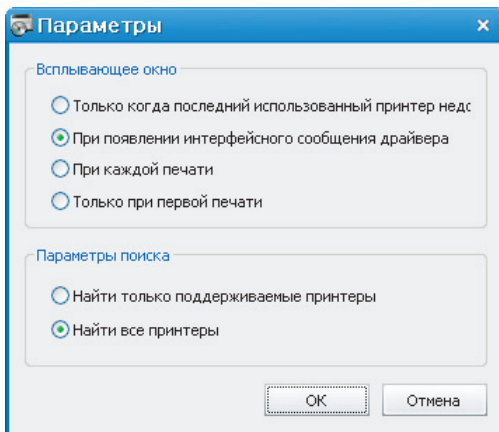 Параметры
Всплывающее окно
Только когда последний использованный принтер недо
При появлении интерфейсного сообщения драйвера
При каждой печати
Только при первой печати
Параметры поиска
Найти только поддерживаемые принтеры
Найти все принтеры
ОК
Отмена